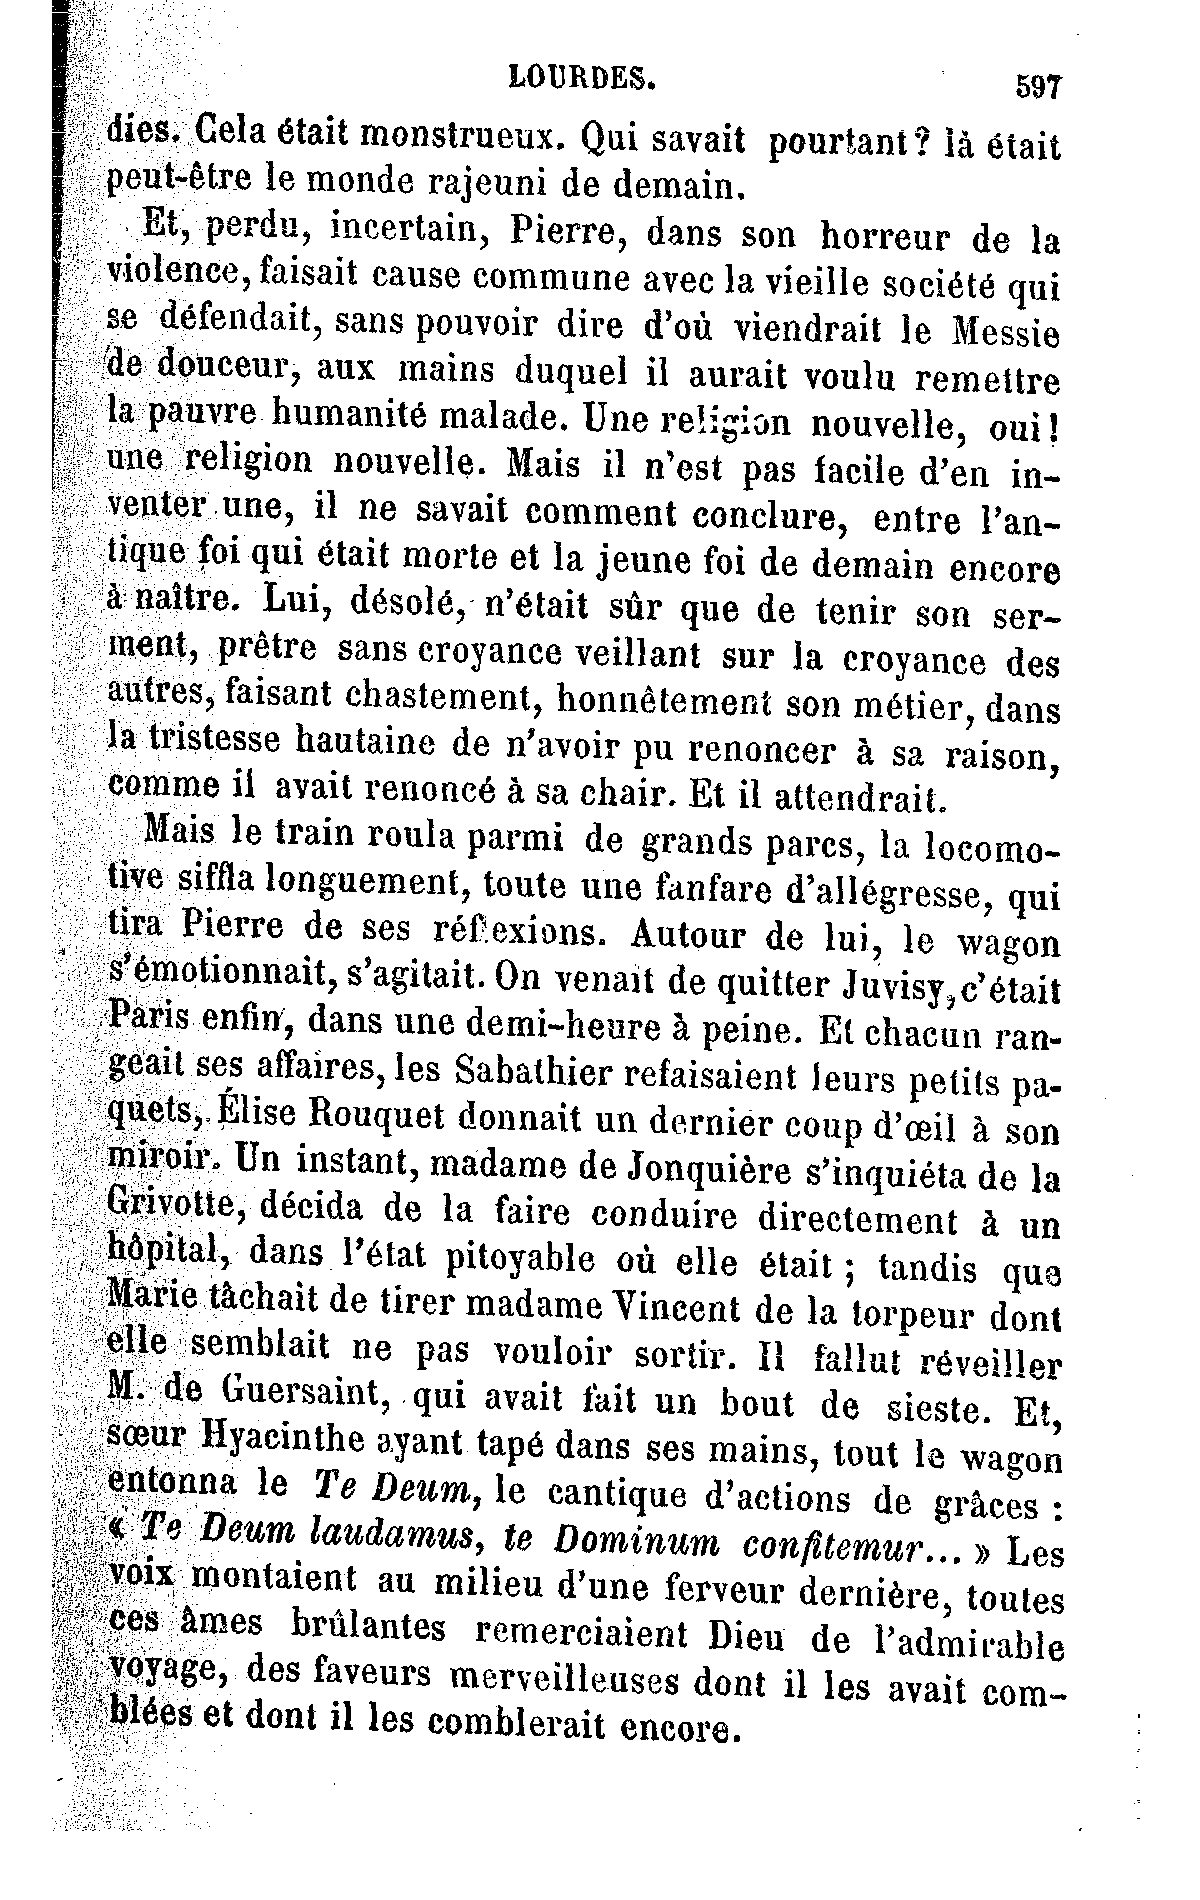 LOURDES. 597
dies. Cela était monstrueux. Qui savait pourtant? là était
peut-être le monde rajeuni de demain.
Et, perdu, incertain, Pierre, dans son horreur de la
violence, faisait cause commune avec la vieille société qui
se défendait, sans pouvoir dire d'où viendrait le Messie
de douceur, aux mains duquel il aurait voulu remettre
la pauvre humanité malade. Une religion nouvelle, oui!
une religion nouvelle. Mais il n'est pas facile d'en in-
venter une, il ne savait comment conclure, entre l'an-
tique foi qui était morte et la jeune foi de demain encore
à naître. Lui, désolé, n'était sûr que de tenir son ser-
ment, prêtre sans croyance veillant sur la croyance des
autres, faisant chastement, honnêtement son métier, dans
la tristesse hautaine de n'avoir pu renoncer à sa raison,
comme il avait renoncé à sa chair. Et il attendrait.
Mais le train roula parmi de grands parcs, la locomo-
tive siffla longuement, toute une fanfare d'allégresse, qui
tira Pierre de ses réflexions. Autour de lui, le wagon
s'émotionnait, s'agitait. On venait de quitter Juvisy, c'était
Paris enfin, dans une demi-heure à peine. Et chacun ran-
geait ses affaires, les Sabathier refaisaient leurs petits pa-
quets, Élise Rouquet donnait un dernier coup d'œil à son
miroir. Un instant, madame de Jonquière s'inquiéta de la
Grivotte, décida de la faire conduire directement à un
hôpital, dans l'état pitoyable où elle était ; tandis que
Marie tâchait de tirer madame Vincent de la torpeur dont
elle semblait ne pas vouloir sortir. Il fallut réveiller
M. de Guersaint, qui avait fait un bout de sieste. Et,
sœur Hyacinthe ayant tapé dans ses mains, tout le wagon
entonna le Te Deum, le cantique d'actions de grâces :
« Te Deum laudamus, te Dominum confitemur... » Les
voix montaient au milieu d'une ferveur dernière, toutes
ces âmes brûlantes remerciaient Dieu de l'admirable
voyage, des faveurs merveilleuses dont il les avait com-
blées et dont il les comblerait encore.